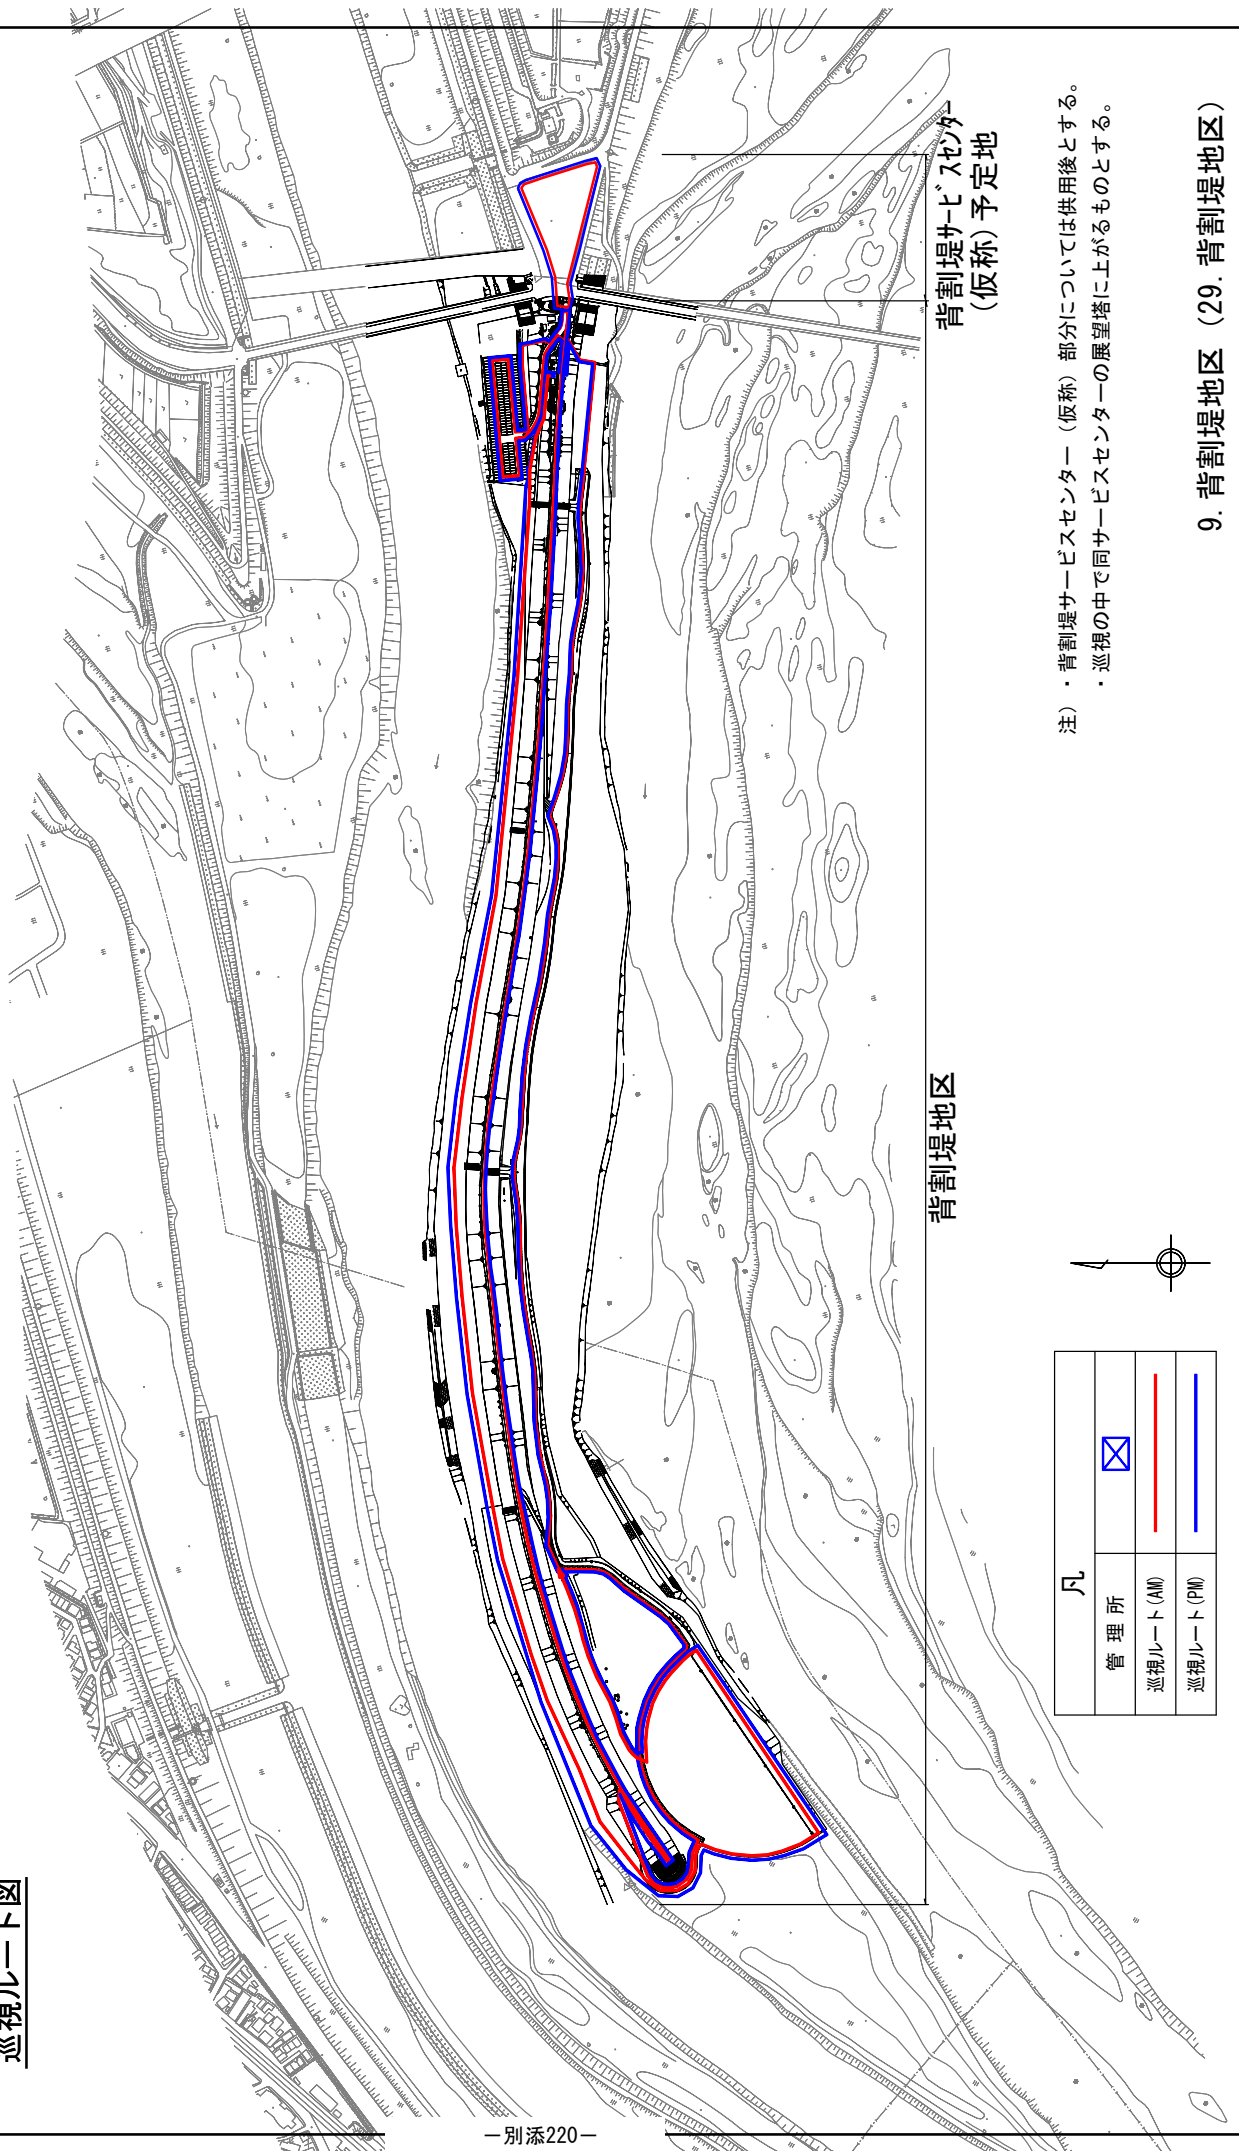 巡視ルート図
背割堤サービスセンター
（仮称）予定地
背割堤地区
注）・背割堤サービスセンター（仮称）部分については供用後とする。
・巡視の中で同サービスセンターの展望塔に上がるものとする。
凡
管理所
巡視ルート(AM)
巡視ルート(PM)
9. 背割堤地区（29. 背割堤地区）
－別添220－